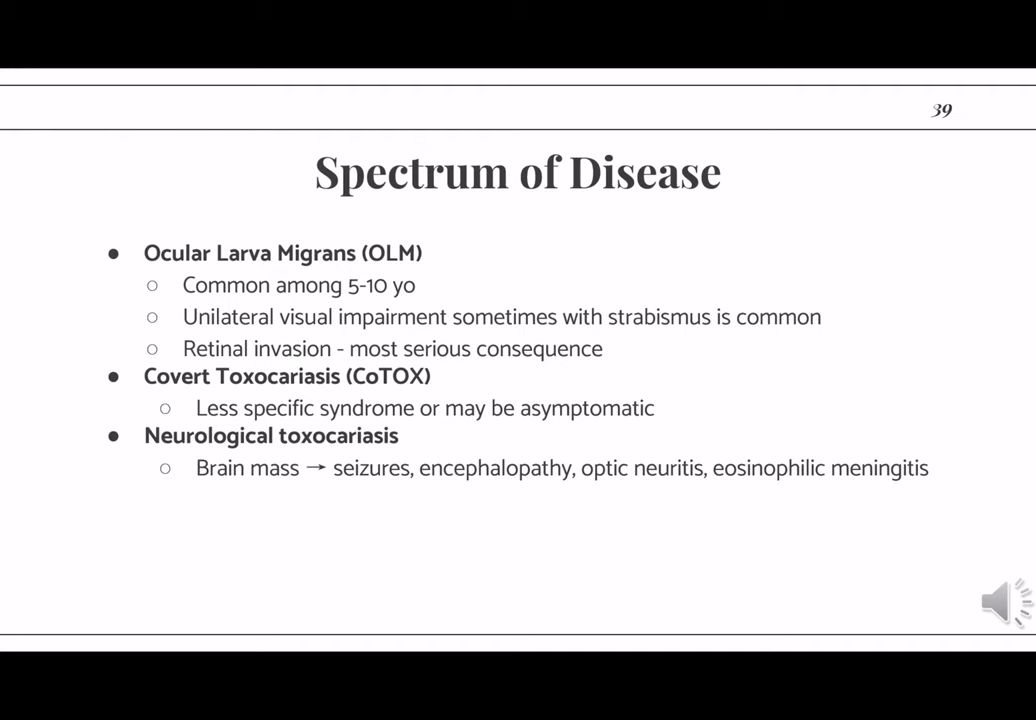 39
Spectrum of Disease
● Ocular Larva Migrans (OLM)
○ Common among 5-10 yo
○ Unilateral visual impairment sometimes with strabismus is common
○ Retinal invasion - most serious consequence
● Covert Toxocariasis (CoTOX)
○ Less specific syndrome or may be asymptomatic
● Neurological toxocariasis
○ Brain mass → seizures, encephalopathy, optic neuritis, eosinophilic meningitis